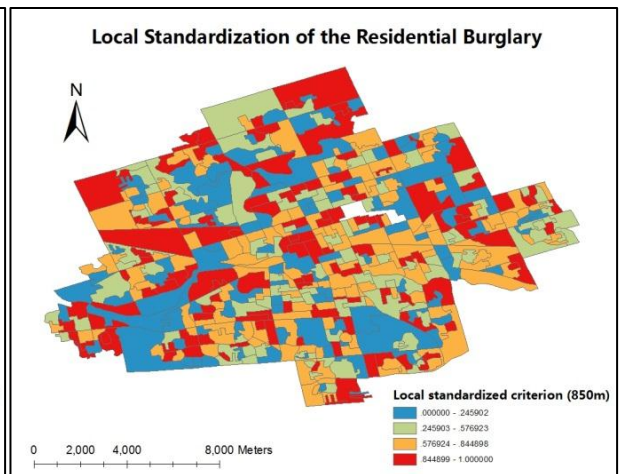 Local Standardization of the Residential Burglary
N
Local standardized criterion (850m)
.000000 - .245902
.245903 - .576923
.576924 - .844898
.844899 - 1.000000
0 2,000 4,000 8,000 Meters